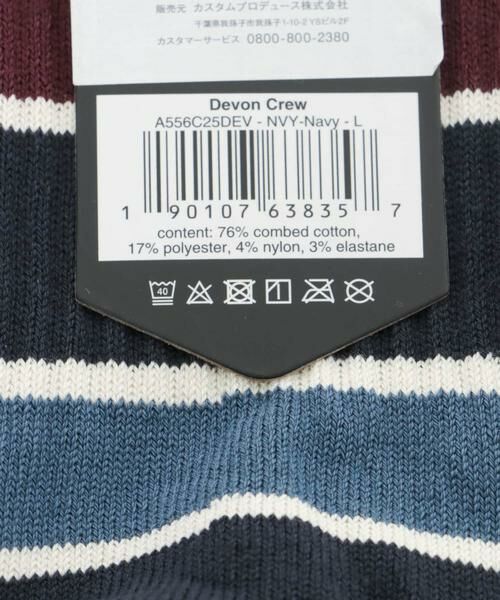 販売元 カスタムプロデュース株式会社
千葉県我孫子市我孫子1-10-2 YSビル2F
カスタマーサービス 0800-800-2380
Devon Crew
A556C25DEV - NVY-Navy - L
1 90107 63835 7
content: 76% combed cotton,
17% polyester, 4% nylon, 3% elastane
40